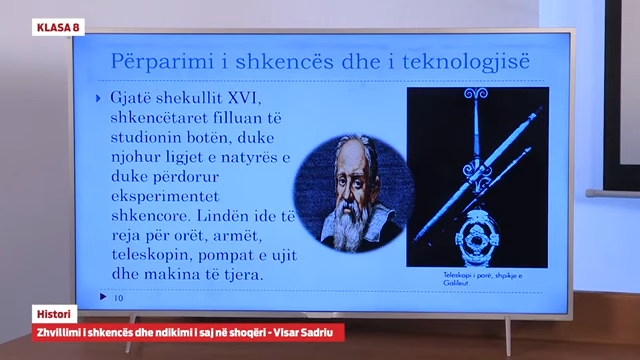 KLASA 8
Përparimi i shkencës dhe i teknologjisë
Gjatë shekullit XVI,
shkencëtaret filluan të
studionin botën, duke
njohur ligjet e natyrës e
duke përdorur
eksperimentet
shkencore. Lindën ide të
reja për orët, armët,
teleskopin, pompat e ujit
dhe makina të tjera.
Teleskopi i parë, shpikje e
Galileut.
10
Histori
Zhvillimi i shkencës dhe ndikimi i saj në shoqëri - Visar Sadriu